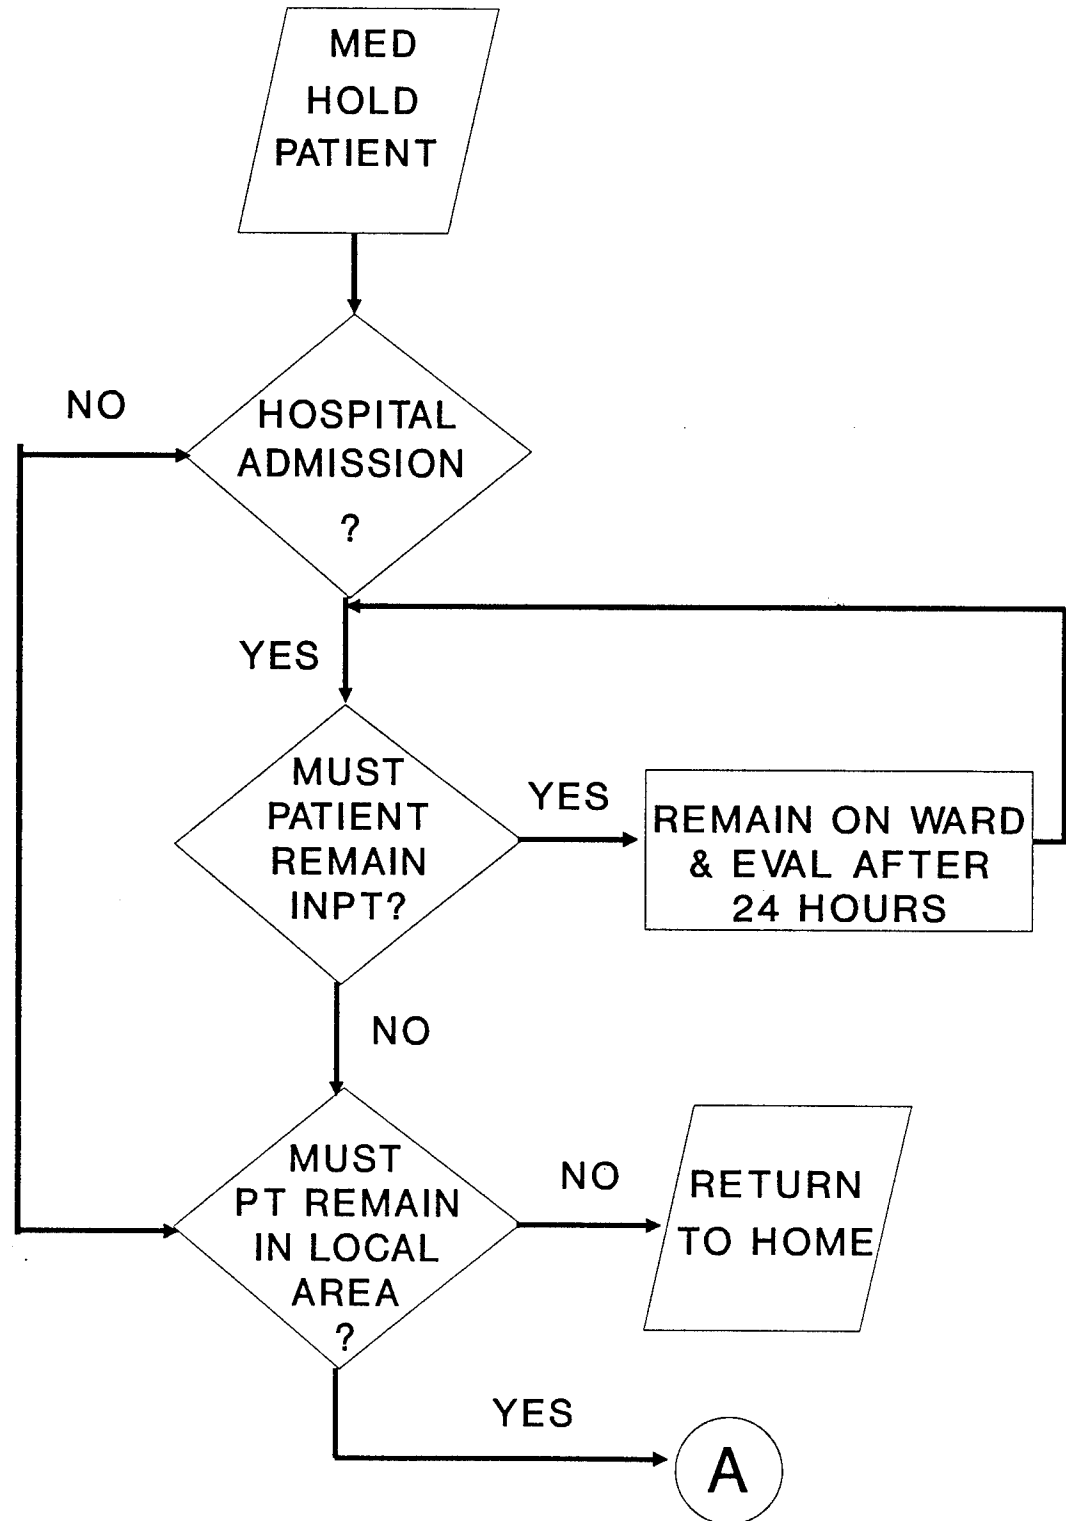 MED
HOLD
PATIENT
NO
HOSPITAL
ADMISSION
?
YES
MUST
PATIENT
REMAIN
INPT?
YES
REMAIN ON WARD
& EVAL AFTER
24 HOURS
NO
MUST
PT REMAIN
IN LOCAL
AREA
?
NO
RETURN
TO HOME
YES
A